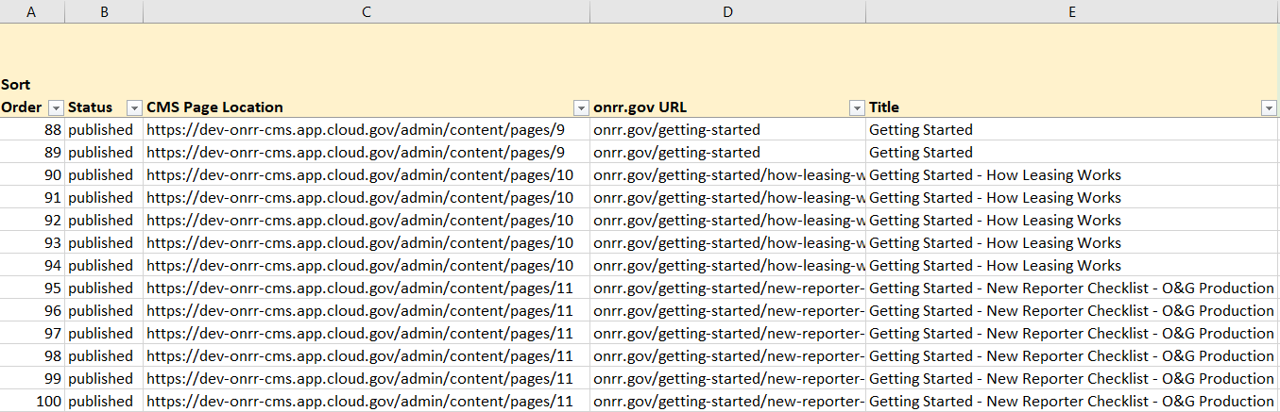 A B C D E
Sort
Order Status CMS Page Location onrr.gov URL Title
88 published https://dev-onrr-cms.app.cloud.gov/admin/content/pages/9 onrr.gov/getting-started Getting Started
89 published https://dev-onrr-cms.app.cloud.gov/admin/content/pages/9 onrr.gov/getting-started Getting Started
90 published https://dev-onrr-cms.app.cloud.gov/admin/content/pages/10 onrr.gov/getting-started/how-leasing-w Getting Started - How Leasing Works
91 published https://dev-onrr-cms.app.cloud.gov/admin/content/pages/10 onrr.gov/getting-started/how-leasing-w Getting Started - How Leasing Works
92 published https://dev-onrr-cms.app.cloud.gov/admin/content/pages/10 onrr.gov/getting-started/how-leasing-w Getting Started - How Leasing Works
93 published https://dev-onrr-cms.app.cloud.gov/admin/content/pages/10 onrr.gov/getting-started/how-leasing-w Getting Started - How Leasing Works
94 published https://dev-onrr-cms.app.cloud.gov/admin/content/pages/10 onrr.gov/getting-started/how-leasing-w Getting Started - How Leasing Works
95 published https://dev-onrr-cms.app.cloud.gov/admin/content/pages/11 onrr.gov/getting-started/new-reporter- Getting Started - New Reporter Checklist - O&G Production
96 published https://dev-onrr-cms.app.cloud.gov/admin/content/pages/11 onrr.gov/getting-started/new-reporter- Getting Started - New Reporter Checklist - O&G Production
97 published https://dev-onrr-cms.app.cloud.gov/admin/content/pages/11 onrr.gov/getting-started/new-reporter- Getting Started - New Reporter Checklist - O&G Production
98 published https://dev-onrr-cms.app.cloud.gov/admin/content/pages/11 onrr.gov/getting-started/new-reporter- Getting Started - New Reporter Checklist - O&G Production
99 published https://dev-onrr-cms.app.cloud.gov/admin/content/pages/11 onrr.gov/getting-started/new-reporter- Getting Started - New Reporter Checklist - O&G Production
100 published https://dev-onrr-cms.app.cloud.gov/admin/content/pages/11 onrr.gov/getting-started/new-reporter- Getting Started - New Reporter Checklist - O&G Production